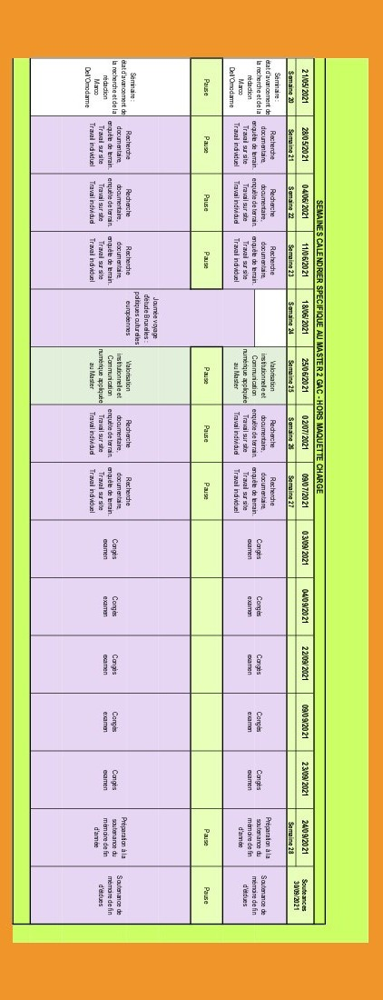 SEMAINES CALENDRIER SPECIFIQUE AU MASTER 2 GAC - HORS MAQUETTE CHARGE
21/05/2021
Semaine 20
Séminaire :
état d'avancement de
la recherche et de la
rédaction
Marco
Dell'Omodarme
Pause
Séminaire :
état d'avancement de
la recherche et de la
rédaction
Marco
Dell'Omodarme
28/05/2021
Semaine 21
Recherche
documentaire,
enquête de terrain.
Travail sur site
Travail individuel
Pause
Recherche
documentaire,
enquête de terrain.
Travail sur site
Travail individuel
04/06/2021
Semaine 22
Recherche
documentaire,
enquête de terrain.
Travail sur site
Travail individuel
Pause
Recherche
documentaire,
enquête de terrain.
Travail sur site
Travail individuel
11/06/2021
Semaine 23
Recherche
documentaire,
enquête de terrain.
Travail sur site
Travail individuel
Pause
Recherche
documentaire,
enquête de terrain.
Travail sur site
Travail individuel
18/06/2021
Semaine 24
Journée voyage
d'étude Bruxelles :
politiques culturelles
européennes
25/06/2021
Semaine 25
Valorisation
institutionnelle et
Communication
numérique appliquée
au Master
Pause
Valorisation
institutionnelle et
Communication
numérique appliquée
au Master
02/07/2021
Semaine 26
Recherche
documentaire,
enquête de terrain.
Travail sur site
Travail individuel
Pause
Recherche
documentaire,
enquête de terrain.
Travail sur site
Travail individuel
09/07/2021
Semaine 27
Recherche
documentaire,
enquête de terrain.
Travail sur site
Travail individuel
Pause
Recherche
documentaire,
enquête de terrain.
Travail sur site
Travail individuel
03/09/2021
Congés
examen
Congés
examen
04/09/2021
Congés
examen
Congés
examen
22/09/2021
Congés
examen
Congés
examen
09/09/2021
Congés
examen
Congés
examen
23/09/2021
Congés
examen
Congés
examen
24/09/2021
Semaine 28
Préparation à la
soutenance du
mémoire de fin
d'année
Pause
Préparation à la
soutenance du
mémoire de fin
d'année
Souteances
30/09/2021
Soutenance de
mémoire de fin
d'étdues
Pause
Soutenance de
mémoire de fin
d'étdues